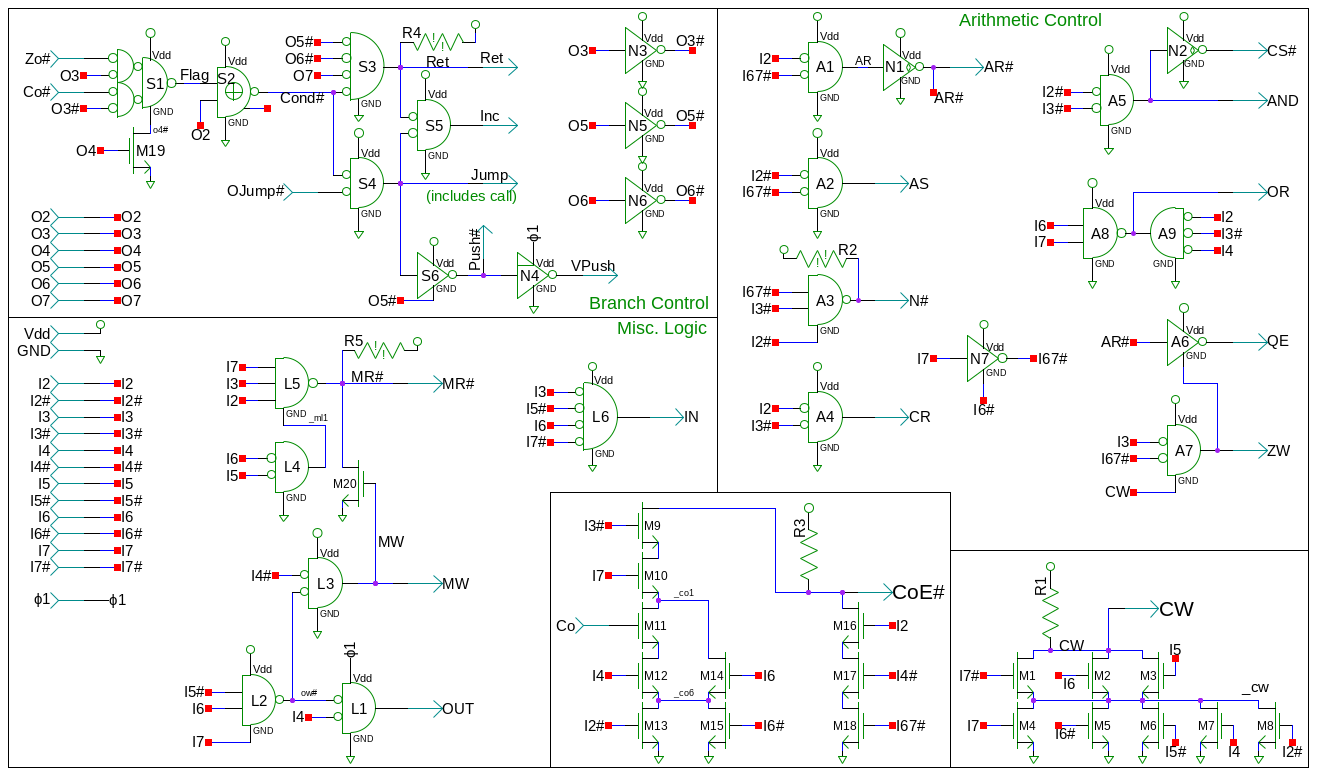 Arithmetic Control
Zo#
O3
Co#
O3#
Vdd
S1
GND
Flag
Vdd
S2
GND
O2
Cond#
o4#
O4
M19
O5#
O6#
O7
S3
GND
R4
!
!
Ret
Ret
Vdd
S5
GND
Inc
Vdd
S4
GND
OJump#
Jump
(includes call)
Push#
ϕ1
Vdd
S6
GND
O5#
Vdd
N4
GND
VPush
O3
Vdd
N3
GND
O3#
O5
Vdd
N5
GND
O5#
O6
Vdd
N6
GND
O6#
O2
O2
O3
O3
O4
O4
O5
O5
O6
O6
O7
O7
Branch Control
Misc. Logic
I2
I67#
Vdd
A1
GND
AR
Vdd
N1
GND
AR#
AR#
I2#
I67#
Vdd
A2
GND
AS
R2
!
!
I67#
I3#
I2#
Vdd
A3
GND
N#
I2
I3#
Vdd
A4
GND
CR
I2#
I3#
Vdd
A5
GND
Vdd
N2
GND
CS#
AND
I6
I7
Vdd
A8
GND
A9
GND
I2
I3#
I4
OR
I7
Vdd
N7
GND
I6#
I67#
AR#
Vdd
A6
GND
QE
I3
I67#
CW
Vdd
A7
GND
ZW
Vdd
GND
I2
I2
I2#
I2#
I3
I3
I3#
I3#
I4
I4
I4#
I4#
I5
I5
I5#
I5#
I6
I6
I6#
I6#
I7
I7
I7#
I7#
ϕ1
ϕ1
R5
!
!
I7
I3
I2
L5
GND
_ml1
MR#
MR#
I6
I5
L4
GND
M20
MW
I4#
Vdd
L3
GND
MW
I5#
I6
I7
Vdd
L2
GND
ow#
ϕ1
I4
Vdd
L1
GND
OUT
I3
I5#
I6
I7#
Vdd
L6
GND
IN
I3#
M9
I7
M10
_co1
Co
M11
I4
M12
M14
I6
_co6
I2#
M13
M15
I6#
R3
CoE#
M16
I2
M17
I4#
M18
I67#
R1
CW
CW
I7#
M1
I6
M2
M3
I5
_cw
I7
M4
I6#
M5
M6
I5#
M7
I4
M8
I2#